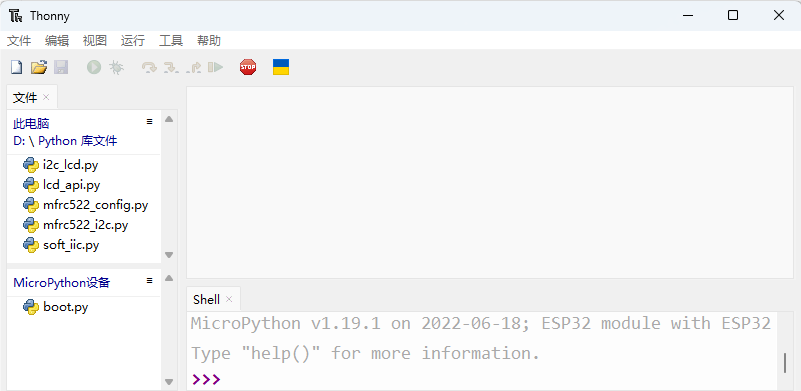 Thonny
文件 编辑 视图 运行 工具 帮助
STOP
文件
此电脑
D: \ Python 库文件
i2c_lcd.py
lcd_api.py
mfrc522_config.py
mfrc522_i2c.py
soft_iic.py
MicroPython设备
boot.py
Shell
MicroPython v1.19.1 on 2022-06-18; ESP32 module with ESP32
Type "help()" for more information.
>>>